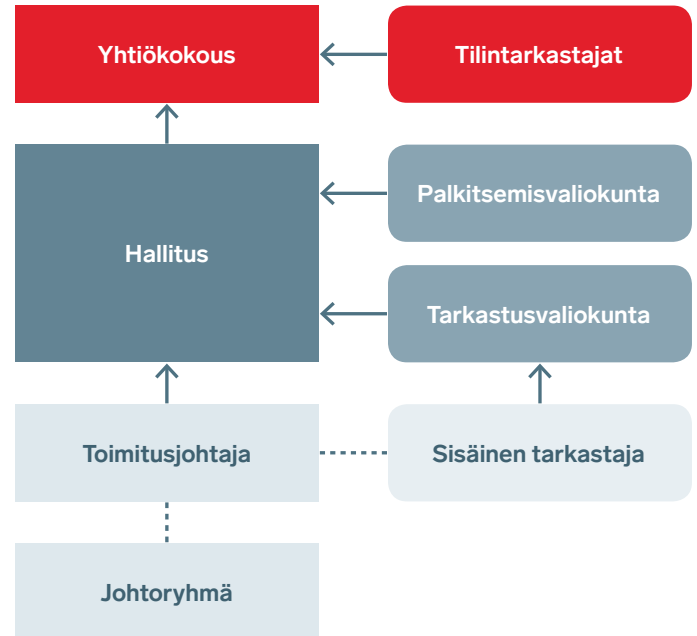 Yhtiökokous
Tilintarkastajat
Hallitus
Palkitsemisvaliokunta
Tarkastusvaliokunta
Toimitusjohtaja
Sisäinen tarkastaja
Johtoryhmä